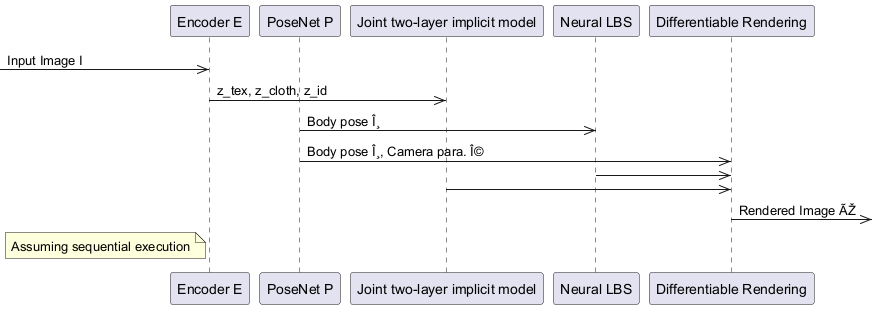 Encoder E
PoseNet P
Joint two-layer implicit model
Neural LBS
Differentiable Rendering
Input Image I
z_tex, z_cloth, z_id
Body pose Î¸
Body pose Î¸, Camera para. Î©
Rendered Image ÃŽ
Assuming sequential execution
Encoder E
PoseNet P
Joint two-layer implicit model
Neural LBS
Differentiable Rendering